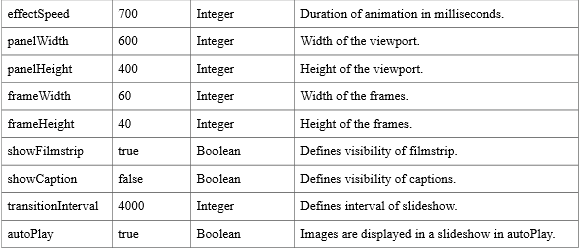 effectSpeed 700 Integer Duration of animation in milliseconds.
panelWidth 600 Integer Width of the viewport.
panelHeight 400 Integer Height of the viewport.
frameWidth 60 Integer Width of the frames.
frameHeight 40 Integer Height of the frames.
showFilmstrip true Boolean Defines visibility of filmstrip.
showCaption false Boolean Defines visibility of captions.
transitionInterval 4000 Integer Defines interval of slideshow.
autoPlay true Boolean Images are displayed in a slideshow in autoPlay.